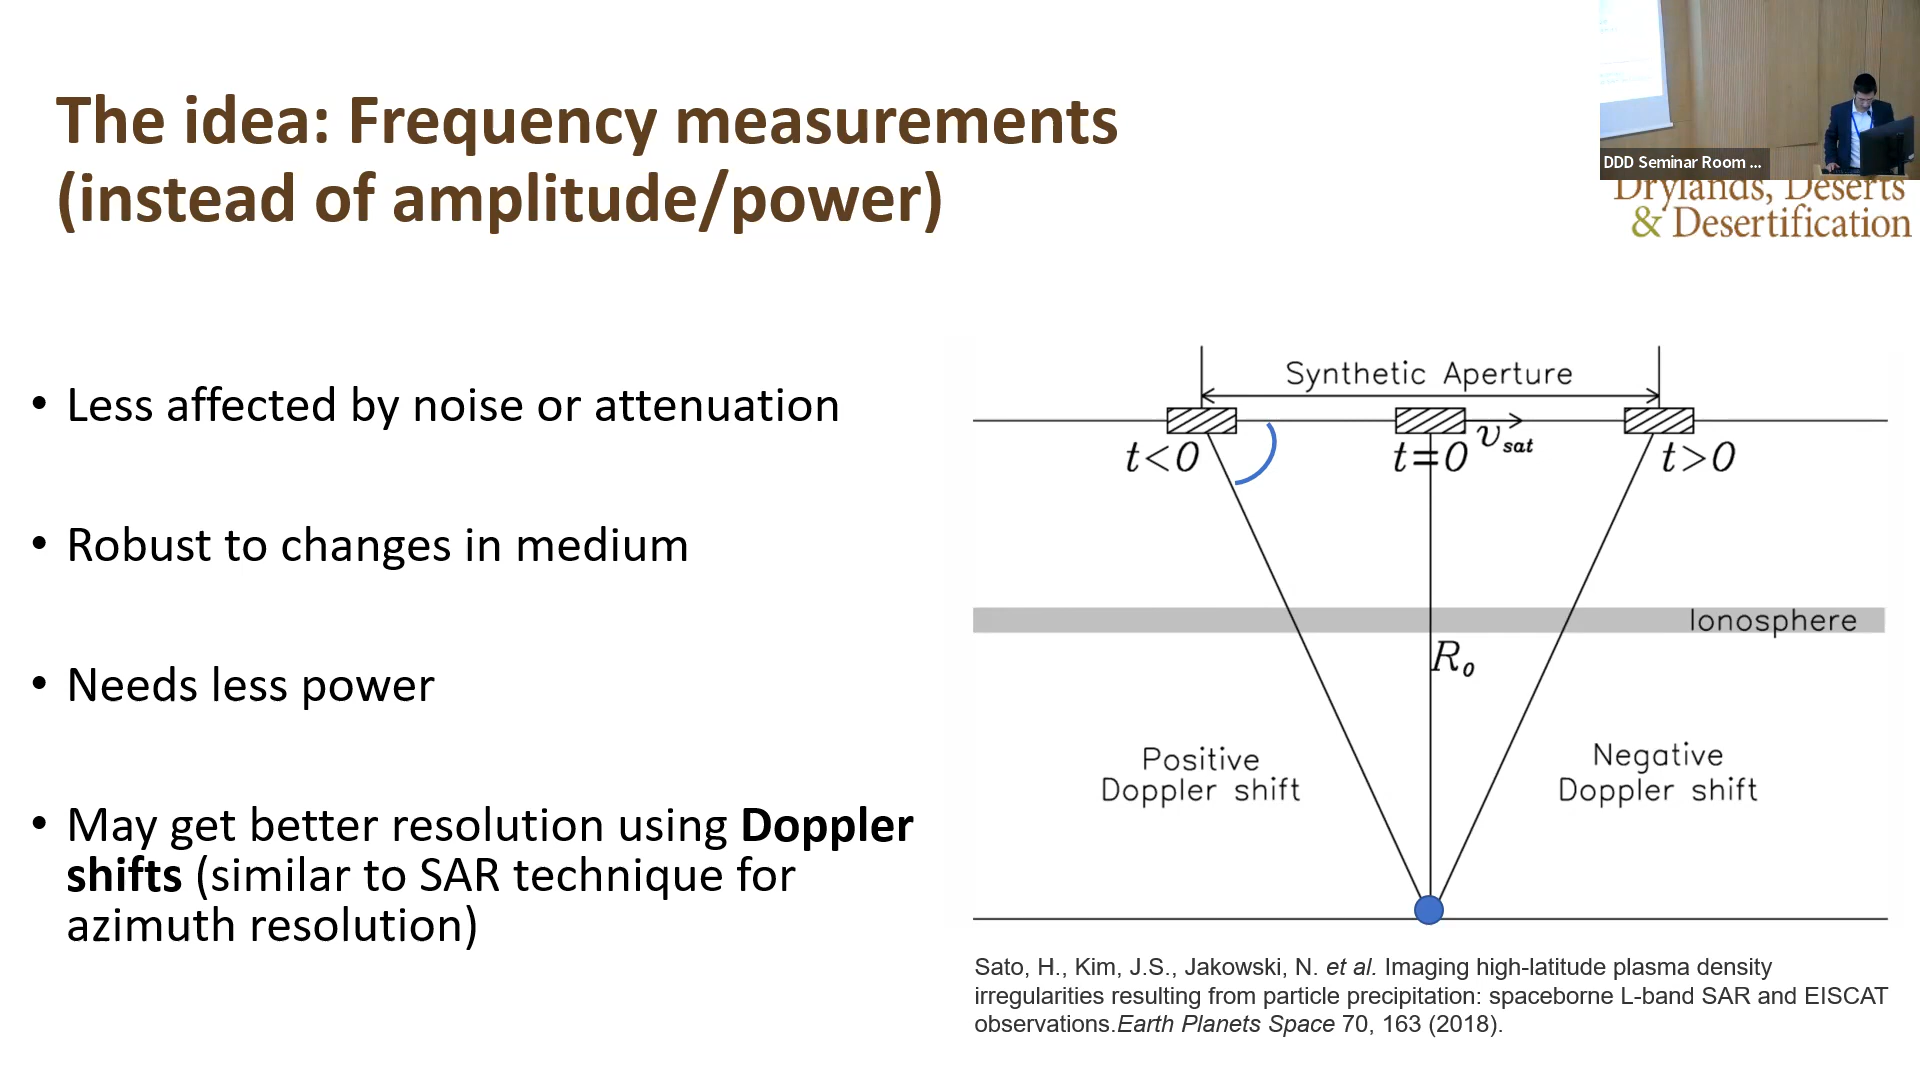 The idea: Frequency measurements
(instead of amplitude/power)
DDD Seminar Room ...
Drylands, Deserts
& Desertification
• Less affected by noise or attenuation
• Robust to changes in medium
• Needs less power
• May get better resolution using Doppler
shifts (similar to SAR technique for
azimuth resolution)
Synthetic Aperture
t<0
t=0
υsat
t>0
Ionosphere
R₀
Positive
Doppler shift
Negative
Doppler shift
Sato, H., Kim, J.S., Jakowski, N. et al. Imaging high-latitude plasma density
irregularities resulting from particle precipitation: spaceborne L-band SAR and EISCAT
observations.Earth Planets Space 70, 163 (2018).